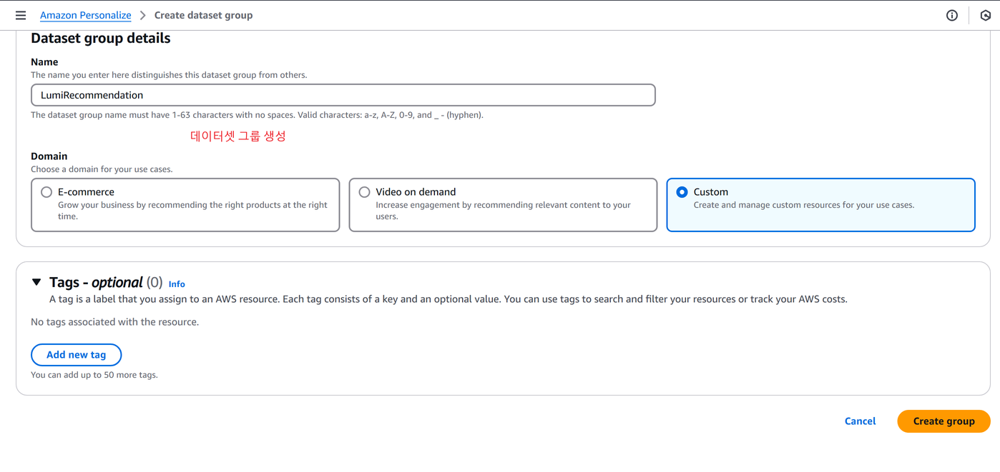 Amazon Personalize > Create dataset group
Dataset group details
Name
The name you enter here distinguishes this dataset group from others.
LumiRecommendation
The dataset group name must have 1-63 characters with no spaces. Valid characters: a-z, A-Z, 0-9, and _ - (hyphen).
데이터셋 그룹 생성
Domain
Choose a domain for your use cases.
E-commerce
Grow your business by recommending the right products at the right
time.
Video on demand
Increase engagement by recommending relevant content to your
users.
Custom
Create and manage custom resources for your use cases.
Tags - optional (0) Info
A tag is a label that you assign to an AWS resource. Each tag consists of a key and an optional value. You can use tags to search and filter your resources or track your AWS costs.
No tags associated with the resource.
Add new tag
You can add up to 50 more tags.
Cancel
Create group